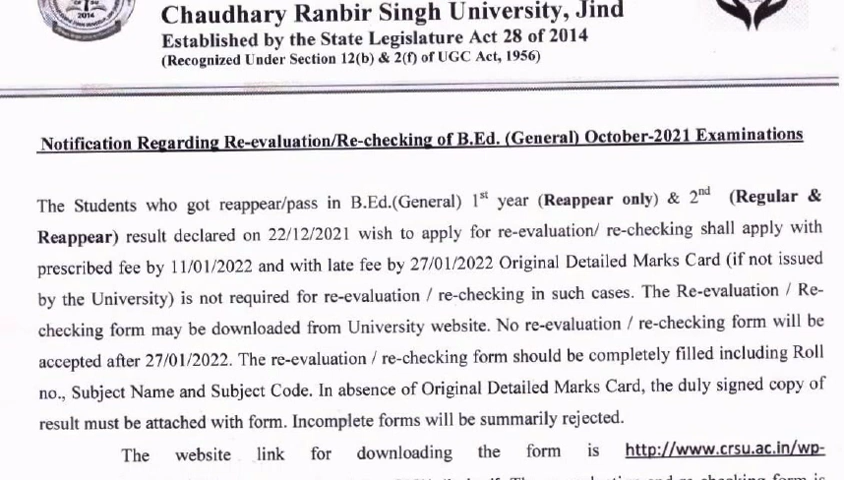 2014
Chaudhary Ranbir Singh University, Jind
Established by the State Legislature Act 28 of 2014
(Recognized Under Section 12(b) & 2(f) of UGC Act, 1956)
Notification Regarding Re-evaluation/Re-checking of B.Ed. (General) October-2021 Examinations
The Students who got reappear/pass in B.Ed.(General) 1st year (Reappear only) & 2nd (Regular &
Reappear) result declared on 22/12/2021 wish to apply for re-evaluation/ re-checking shall apply with
prescribed fee by 11/01/2022 and with late fee by 27/01/2022 Original Detailed Marks Card (if not issued
by the University) is not required for re-evaluation / re-checking in such cases. The Re-evaluation / Re-
checking form may be downloaded from University website. No re-evaluation / re-checking form will be
accepted after 27/01/2022. The re-evaluation / re-checking form should be completely filled including Roll
no., Subject Name and Subject Code. In absence of Original Detailed Marks Card, the duly signed copy of
result must be attached with form. Incomplete forms will be summarily rejected.
The website link for downloading the form is http://www.crsu.ac.in/wp-